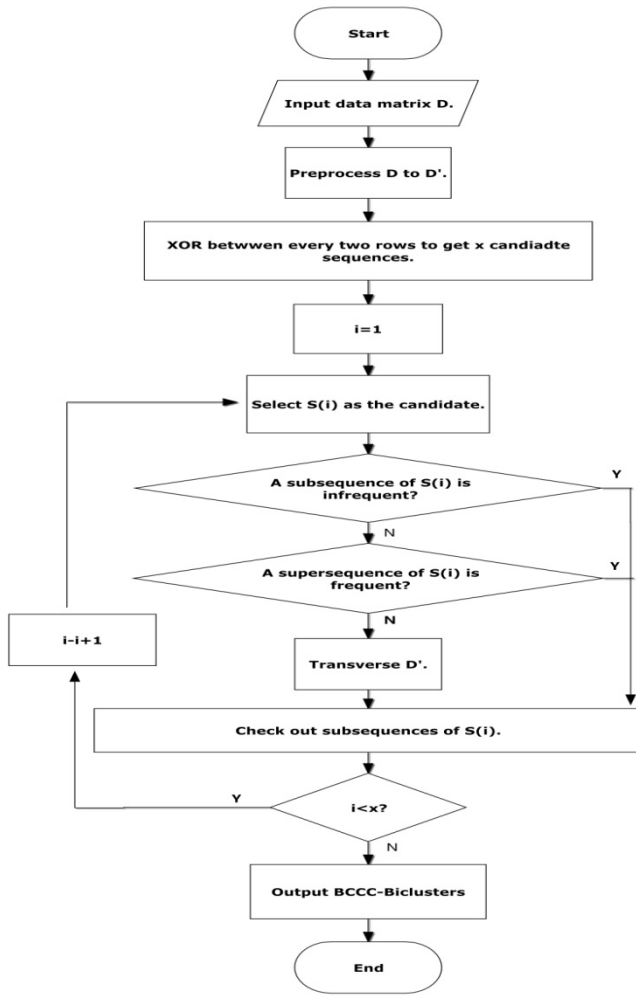 Start
Input data matrix D.
Preprocess D to D'.
XOR betwwen every two rows to get x candiadte
sequences.
i=1
Select S(i) as the candidate.
A subsequence of S(i) is
infrequent?
Y
N
A supersequence of S(i) is
frequent?
Y
N
i-i+1
Transverse D'.
Check out subsequences of S(i).
Y
i<x?
N
Output BCCC-Biclusters
End